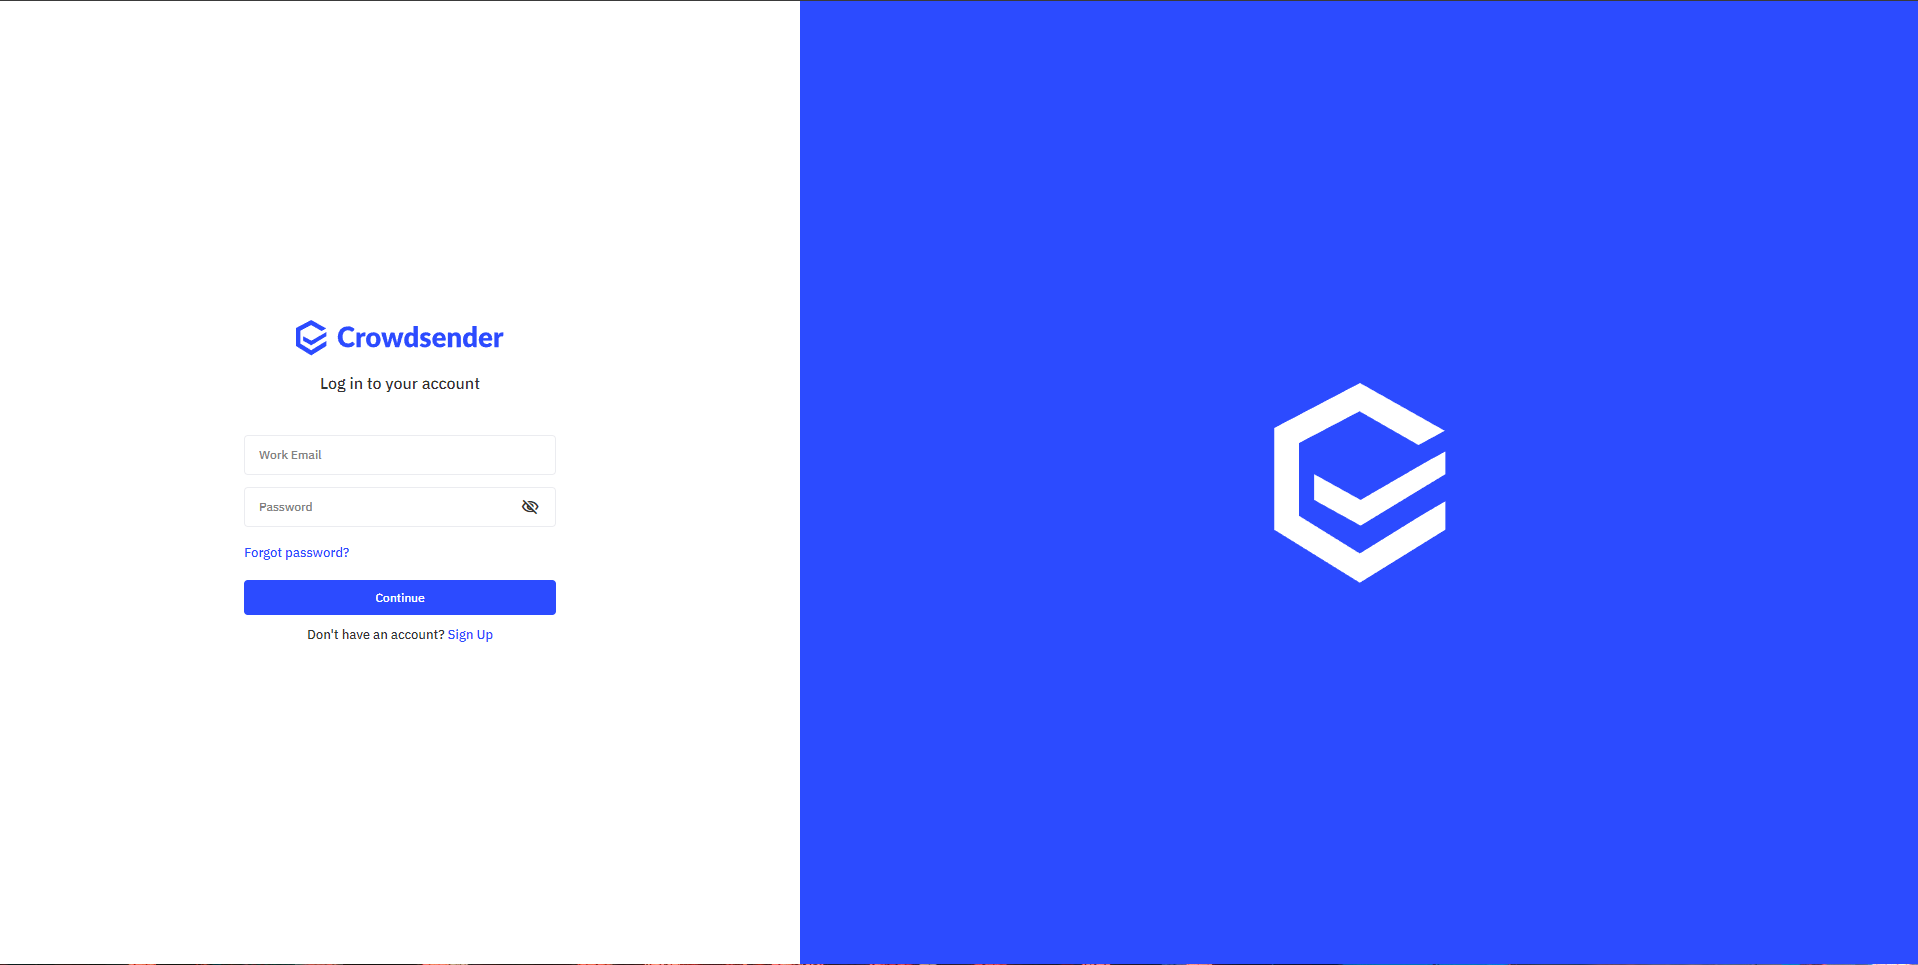 Crowdsender
Log in to your account
Work Email
Password
Forgot password?
Continue
Don't have an account? Sign Up